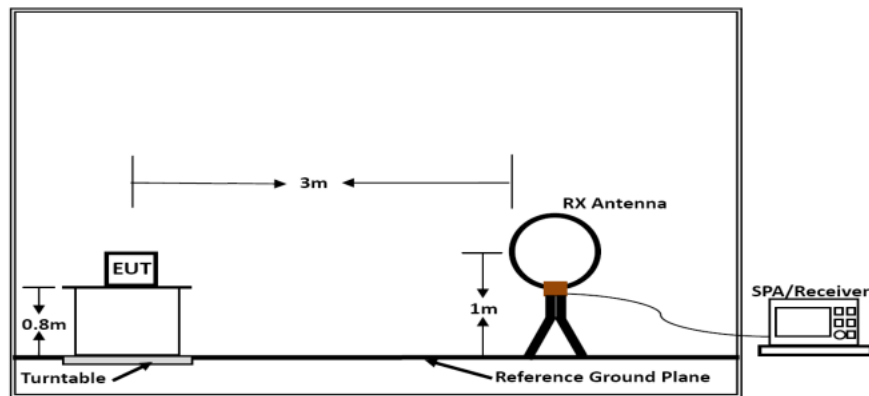 3m
RX Antenna
EUT
SPA/Receiver
0.8m
1m
Turntable
Reference Ground Plane